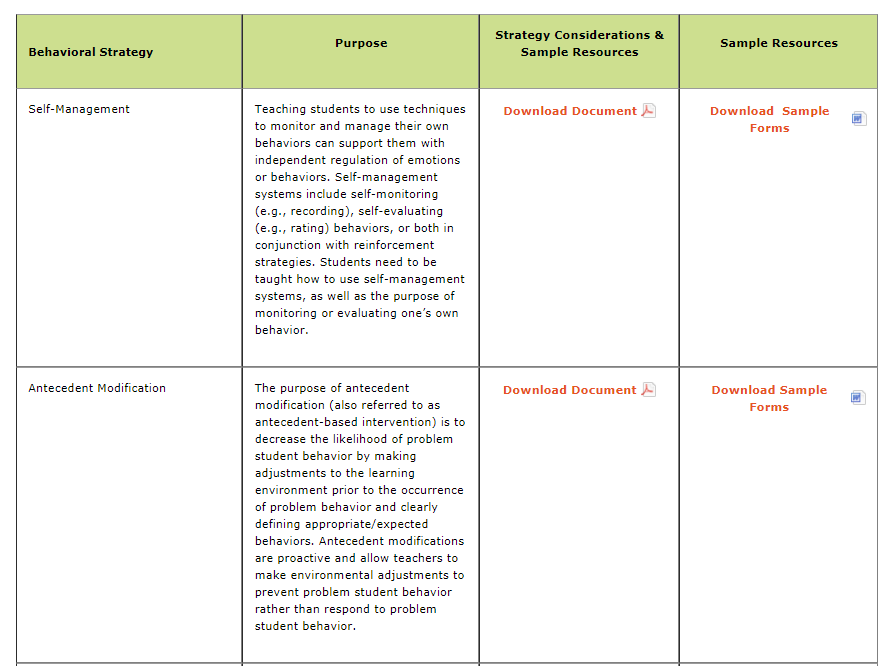 Behavioral Strategy
Purpose
Strategy Considerations &
Sample Resources
Sample Resources
Self-Management
Teaching students to use techniques
to monitor and manage their own
behaviors can support them with
independent regulation of emotions
or behaviors. Self-management
systems include self-monitoring
(e.g., recording), self-evaluating
(e.g., rating) behaviors, or both in
conjunction with reinforcement
strategies. Students need to be
taught how to use self-management
systems, as well as the purpose of
monitoring or evaluating one’s own
behavior.
Download Document
Download  Sample
Forms
Antecedent Modification
The purpose of antecedent
modification (also referred to as
antecedent-based intervention) is to
decrease the likelihood of problem
student behavior by making
adjustments to the learning
environment prior to the occurrence
of problem behavior and clearly
defining appropriate/expected
behaviors. Antecedent modifications
are proactive and allow teachers to
make environmental adjustments to
prevent problem student behavior
rather than respond to problem
student behavior.
Download Document
Download Sample
Forms